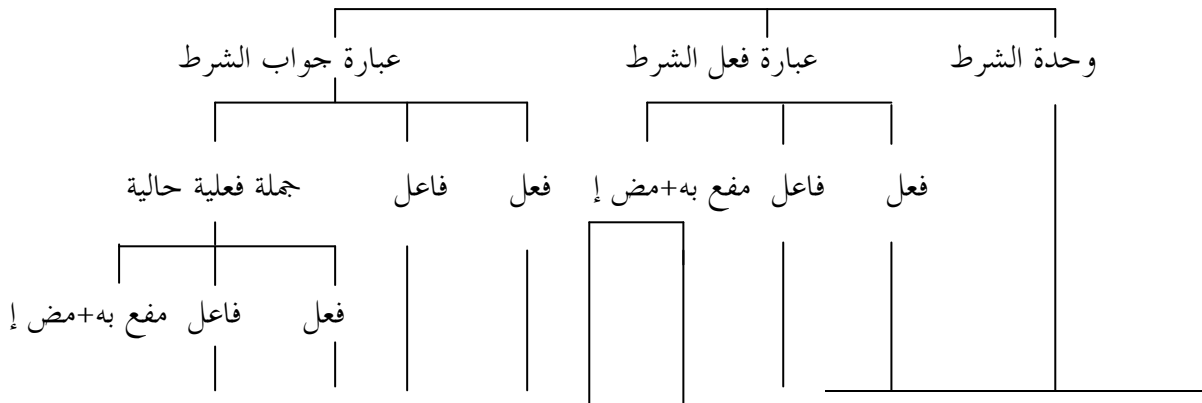 وحدة الشرط عبارة فعل الشرط عبارة جواب الشرط
فعل فاعل مفع به+مض إ فعل فاعل جملة فعلية حالية
فعل فاعل مفع به+مض إ